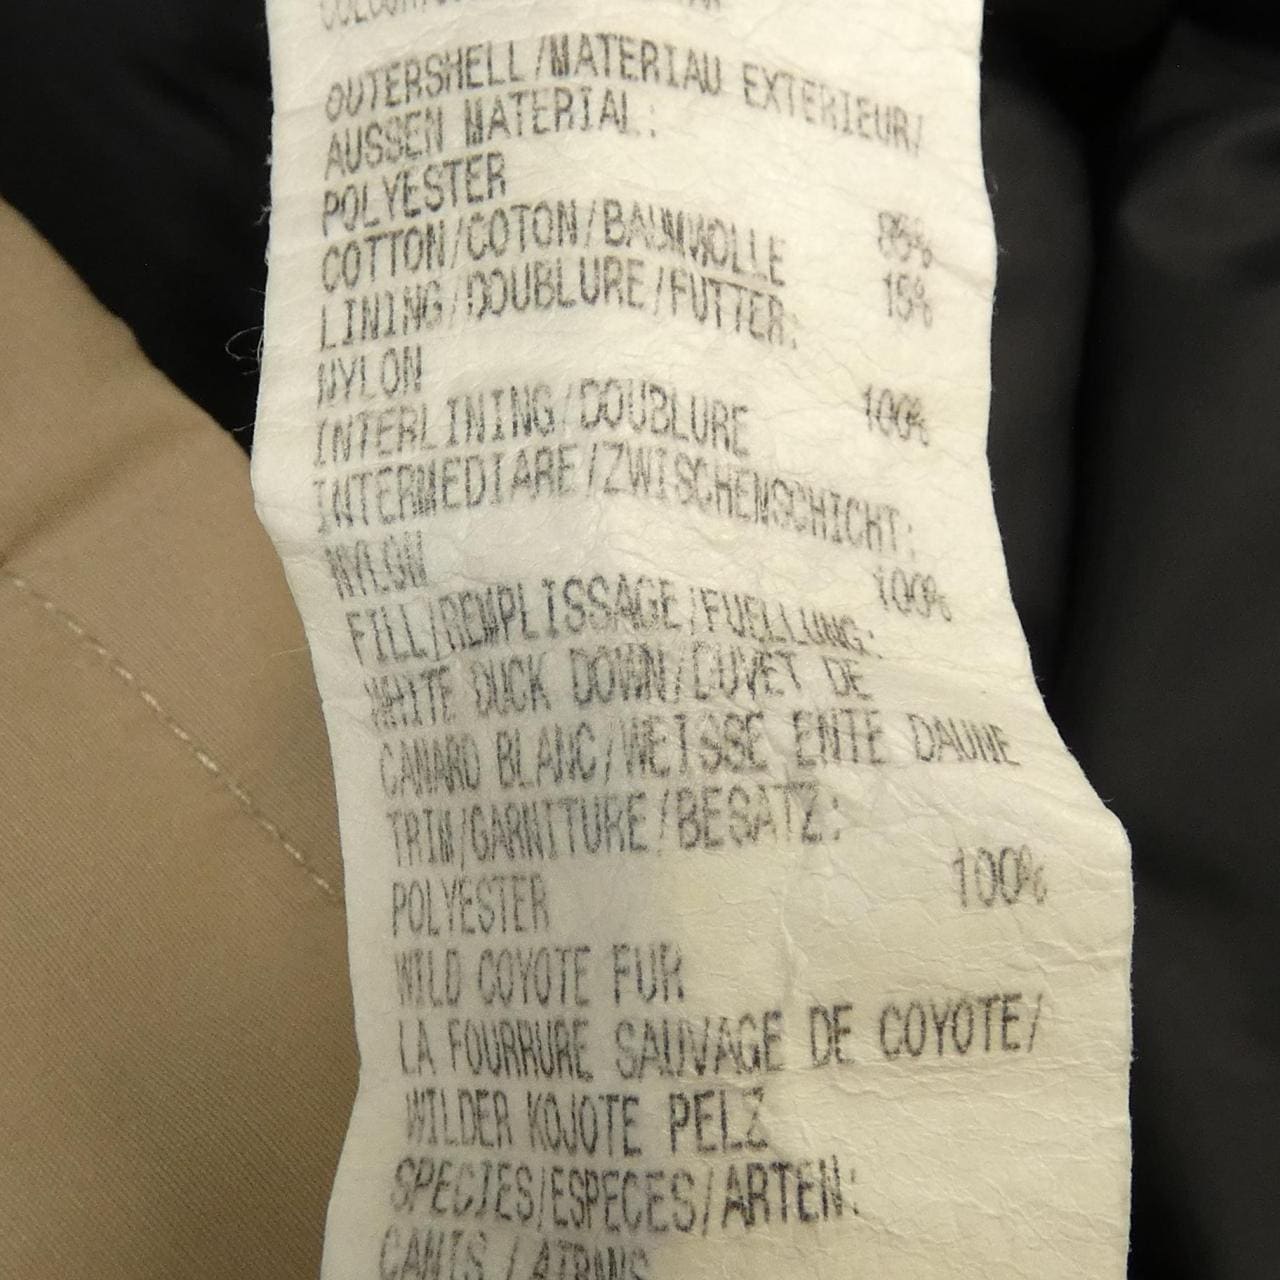 OUTERSHELL/MATERIAU EXTERIEUR/
AUSSEN MATERIAL:
POLYESTER 85%
COTTON/COTON/BAUMWOLLE 15%
LINING/DOUBLURE/FUTTER:
NYLON 100%
INTERLINING/DOUBLURE
INTERMEDIARE/ZWISCHENSCHICHT:
NYLON 100%
FILL/REMPLISSAGE/FUELLUNG:
WHITE DUCK DOWN/DUVET DE
CANARD BLANC/WEISSE ENTE DAUNE
TRIM/GARNITURE/BESATZ:
POLYESTER 100%
WILD COYOTE FUR
LA FOURRURE SAUVAGE DE COYOTE/
WILDER KOJOTE PELZ
SPECIES/ESPECES/ARTEN:
CANIS /